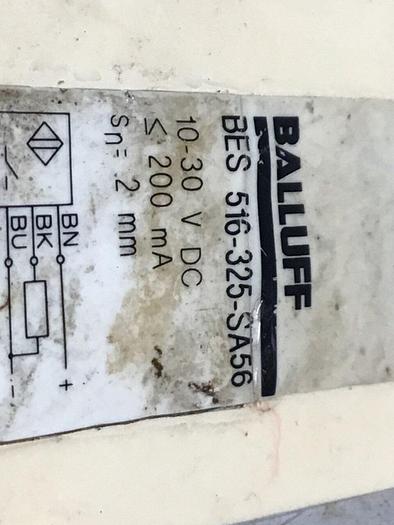 BALLUFF
BES 516-325-SA56
10-30 V DC
≤ 200 mA
Sn= 2 mm
BN
BK
BU
+
-